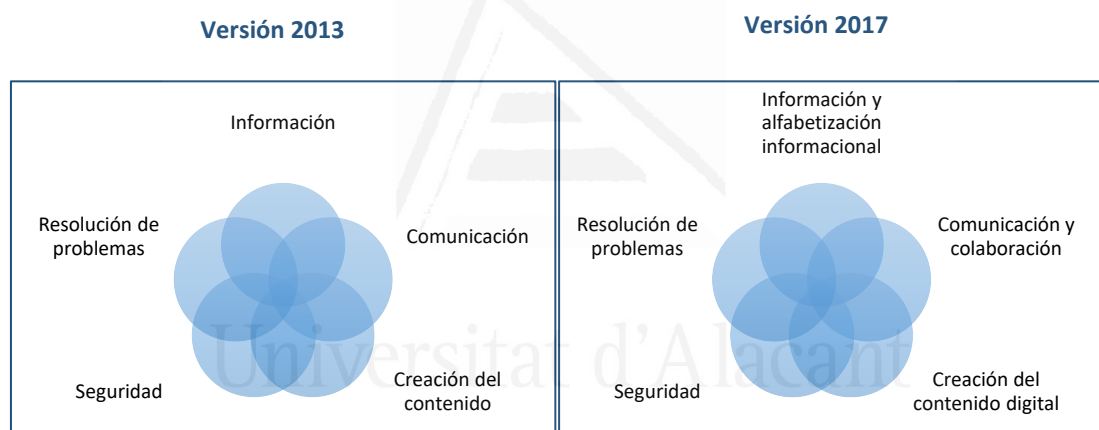 Versión 2013
Información
Resolución de
problemas
Comunicación
Seguridad
Creación del
contenido
Versión 2017
Información y
alfabetización
informacional
Resolución de
problemas
Comunicación y
colaboración
Seguridad
Creación del
contenido digital
Universitat d'Alacant